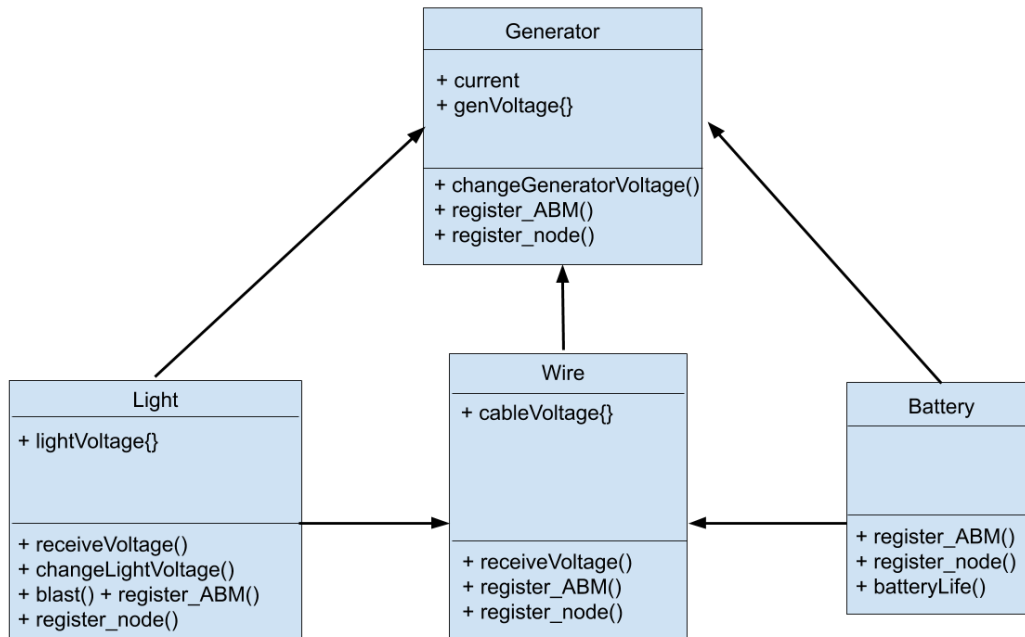 Generator
+ current
+ genVoltage{}
+ changeGeneratorVoltage()
+ register_ABM()
+ register_node()
Light
+ lightVoltage{}
+ receiveVoltage()
+ changeLightVoltage()
+ blast() + register_ABM()
+ register_node()
Wire
+ cableVoltage{}
+ receiveVoltage()
+ register_ABM()
+ register_node()
Battery
+ register_ABM()
+ register_node()
+ batteryLife()